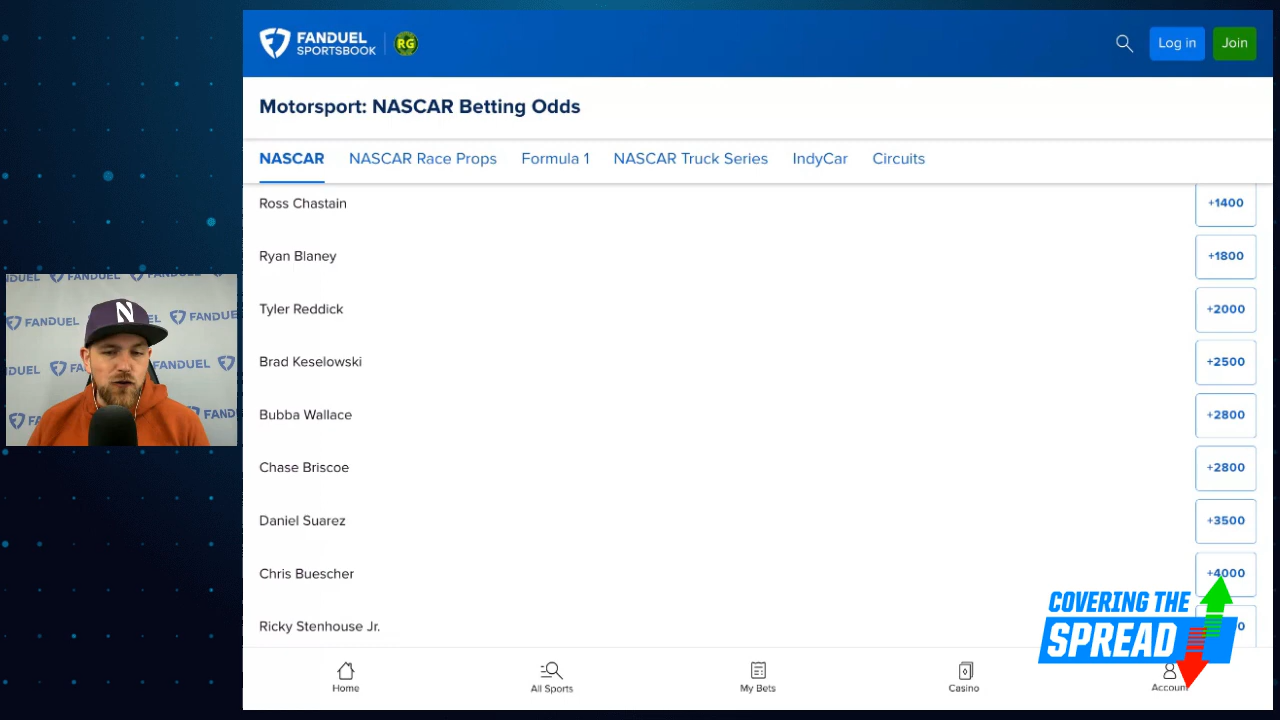 FANDUEL
SPORTSBOOK
RG
Log in
Join
Motorsport: NASCAR Betting Odds
NASCAR
NASCAR Race Props
Formula 1
NASCAR Truck Series
IndyCar
Circuits
Ross Chastain +1400
Ryan Blaney +1800
Tyler Reddick +2000
Brad Keselowski +2500
Bubba Wallace +2800
Chase Briscoe +2800
Daniel Suarez +3500
Chris Buescher +4000
Ricky Stenhouse Jr.
COVERING THE
SPREAD
Home
All Sports
My Bets
Casino
Account
N
FANDUEL
FANDUEL
FANDUEL